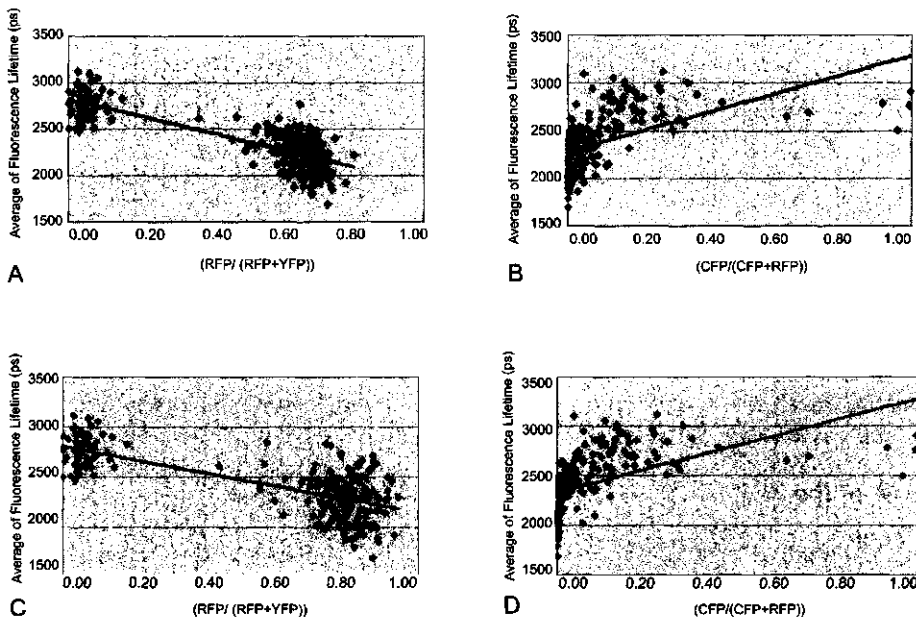 Average of Fluorescence Lifetime (ps)
3500
3000
2500
2000
1500
0.00 0.20 0.40 0.60 0.80 1.00
(RFP/ (RFP+YFP))
A
Average of Fluorescence Lifetime (ps)
3500
3000
2500
2000
1500
0.00 0.20 0.40 0.60 0.80 1.00
(CFP/(CFP+RFP))
B
Average of Fluorescence Lifetime (ps)
3500
3000
2500
2000
1500
0.00 0.20 0.40 0.60 0.80 1.00
(RFP/ (RFP+YFP))
C
Average of Fluorescence Lifetime (ps)
3500
3000
2500
2000
1500
0.00 0.20 0.40 0.60 0.80 1.00
(CFP/(CFP+RFP))
D